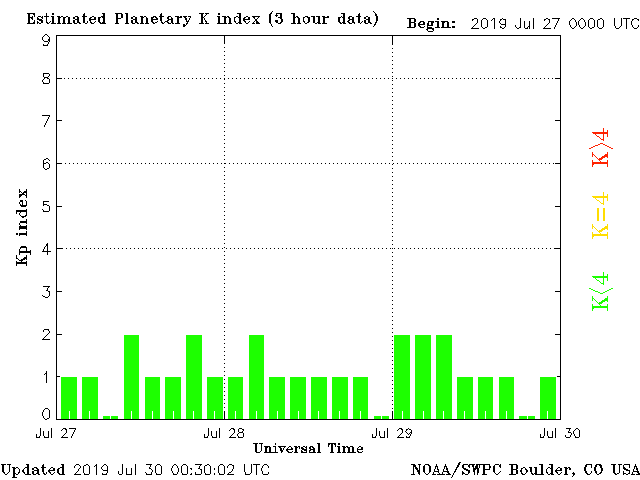 Estimated Planetary K index (3 hour data)
Begin: 2019 Jul 27 0000 UTC
9
8
7
6
5
4
3
2
1
0
Kp index
K>4
K=4
K<4
Jul 27
Jul 28
Jul 29
Jul 30
Universal Time
Updated 2019 Jul 30 00:30:02 UTC
NOAA/SWPC Boulder, CO USA